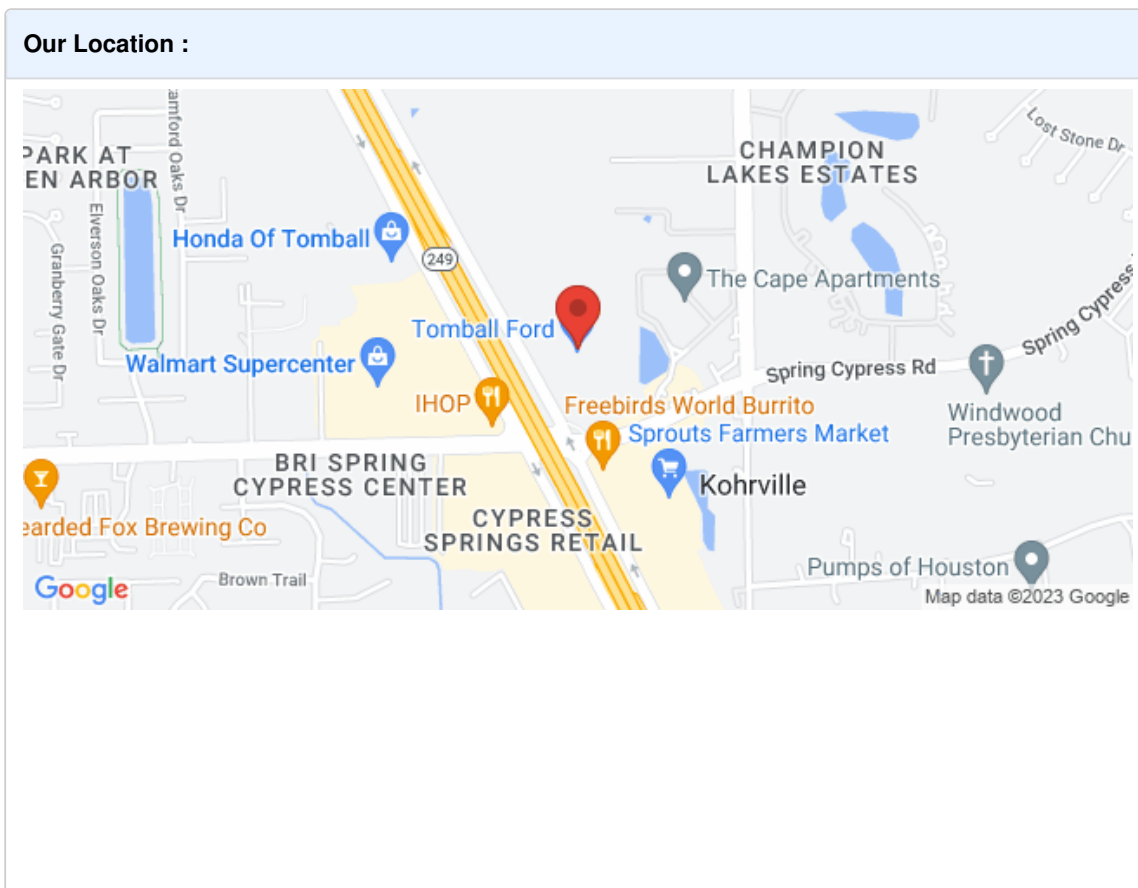 Our Location :
amford Oaks Dr
PARK AT
EN ARBOR
CHAMPION
LAKES ESTATES
Lost Stone Dr
Elverson Oaks Dr
Granberry Gate Dr
Honda Of Tomball
249
The Cape Apartments
Tomball Ford
Walmart Supercenter
Spring Cypress Rd
Spring Cypress
IHOP
Freebirds World Burrito
Sprouts Farmers Market
Windwood
Presbyterian Chu
BRI SPRING
CYPRESS CENTER
Kohrville
earded Fox Brewing Co
CYPRESS
SPRINGS RETAIL
Brown Trail
Pumps of Houston
Google
Map data ©2023 Google